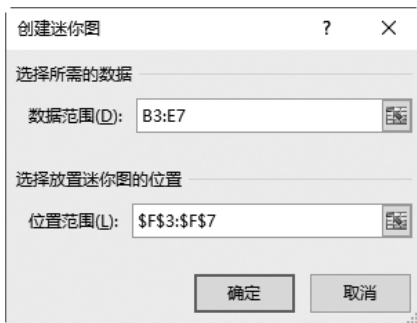 创建迷你图 ? ×
选择所需的数据
数据范围(D): B3:E7
选择放置迷你图的位置
位置范围(L): $F$3:$F$7
确定 取消